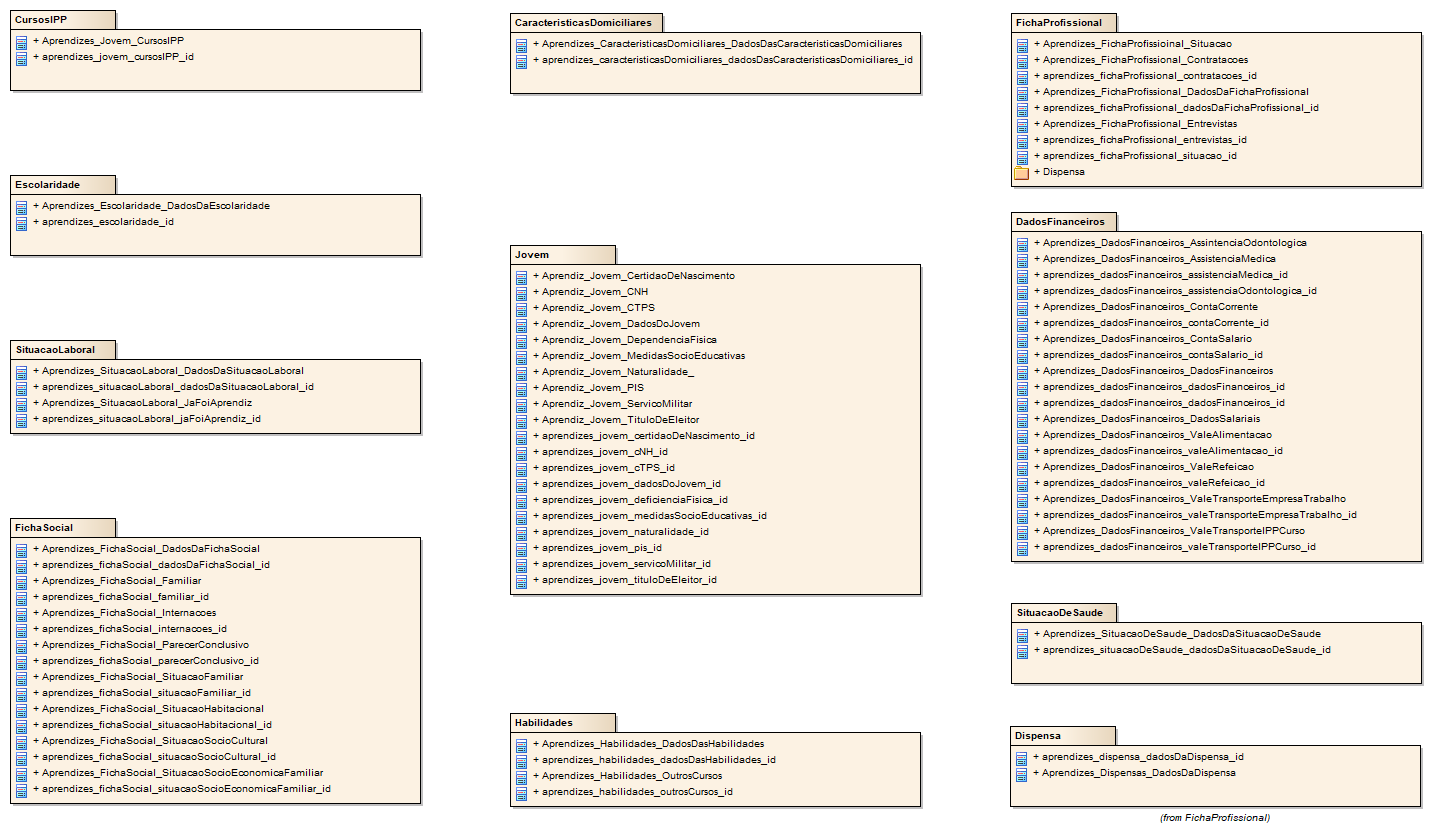 CursosIPP
+ Aprendizes_Jovem_CursosIPP
+ aprendizes_jovem_cursosIPP_id
Escolaridade
+ Aprendizes_Escolaridade_DadosDaEscolaridade
+ aprendizes_escolaridade_id
SituacaoLaboral
+ Aprendizes_SituacaoLaboral_DadosDaSituacaoLaboral
+ aprendizes_situacaoLaboral_dadosDaSituacaoLaboral_id
+ Aprendizes_SituacaoLaboral_JaFoiAprendiz
+ aprendizes_situacaoLaboral_jaFoiAprendiz_id
FichaSocial
+ Aprendizes_FichaSocial_DadosDaFichaSocial
+ aprendizes_fichaSocial_dadosDaFichaSocial_id
+ Aprendizes_FichaSocial_Familiar
+ aprendizes_fichaSocial_familiar_id
+ Aprendizes_FichaSocial_Internacoes
+ aprendizes_fichaSocial_internacoes_id
+ Aprendizes_FichaSocial_ParecerConclusivo
+ aprendizes_fichaSocial_parecerConclusivo_id
+ Aprendizes_FichaSocial_SituacaoFamiliar
+ aprendizes_fichaSocial_situacaoFamiliar_id
+ Aprendizes_FichaSocial_SituacaoHabitacional
+ aprendizes_fichaSocial_situacaoHabitacional_id
+ Aprendizes_FichaSocial_SituacaoSocioCultural
+ aprendizes_fichaSocial_situacaoSocioCultural_id
+ Aprendizes_FichaSocial_SituacaoSocioEconomicaFamiliar
+ aprendizes_fichaSocial_situacaoSocioEconomicaFamiliar_id
CaracteristicasDomiciliares
+ Aprendizes_CaracteristicasDomiciliares_DadosDasCaracteristicasDomiciliares
+ aprendizes_caracteristicasDomiciliares_dadosDasCaracteristicasDomiciliares_id
Jovem
+ Aprendiz_Jovem_CertidaoDeNascimento
+ Aprendiz_Jovem_CNH
+ Aprendiz_Jovem_CTPS
+ Aprendiz_Jovem_DadosDoJovem
+ Aprendiz_Jovem_DependenciaFisica
+ Aprendiz_Jovem_MedidasSocioEducativas
+ Aprendiz_Jovem_Naturalidade_
+ Aprendiz_Jovem_PIS
+ Aprendiz_Jovem_ServicoMilitar
+ Aprendiz_Jovem_TituloDeEleitor
+ aprendizes_jovem_certidaoDeNascimento_id
+ aprendizes_jovem_cNH_id
+ aprendizes_jovem_cTPS_id
+ aprendizes_jovem_dadosDoJovem_id
+ aprendizes_jovem_deficienciaFisica_id
+ aprendizes_jovem_medidasSocioEducativas_id
+ aprendizes_jovem_naturalidade_id
+ aprendizes_jovem_pis_id
+ aprendizes_jovem_servicoMilitar_id
+ aprendizes_jovem_tituloDeEleitor_id
Habilidades
+ Aprendizes_Habilidades_DadosDasHabilidades
+ aprendizes_habilidades_dadosDasHabilidades_id
+ Aprendizes_Habilidades_OutrosCursos
+ aprendizes_habilidades_outrosCursos_id
FichaProfissional
+ Aprendizes_FichaProfissioinal_Situacao
+ Aprendizes_FichaProfissional_Contratacoes
+ aprendizes_fichaProfissional_contratacoes_id
+ Aprendizes_FichaProfissional_DadosDaFichaProfissional
+ aprendizes_fichaProfissional_dadosDaFichaProfissional_id
+ Aprendizes_FichaProfissional_Entrevistas
+ aprendizes_fichaProfissional_entrevistas_id
+ aprendizes_fichaProfissional_situacao_id
+ Dispensa
DadosFinanceiros
+ Aprendizes_DadosFinanceiros_AssintenciaOdontologica
+ Aprendizes_DadosFinanceiros_AssistenciaMedica
+ aprendizes_dadosFinanceiros_assistenciaMedica_id
+ aprendizes_dadosFinanceiros_assistenciaOdontologica_id
+ Aprendizes_DadosFinanceiros_ContaCorrente
+ aprendizes_dadosFinanceiros_contaCorrente_id
+ Aprendizes_DadosFinanceiros_ContaSalario
+ aprendizes_dadosFinanceiros_contaSalario_id
+ Aprendizes_DadosFinanceiros_DadosFinanceiros
+ aprendizes_dadosFinanceiros_dadosFinanceiros_id
+ aprendizes_dadosFinanceiros_dadosFinanceiros_id
+ Aprendizes_DadosFinanceiros_DadosSalariais
+ Aprendizes_DadosFinanceiros_ValeAlimentacao
+ aprendizes_dadosFinanceiros_valeAlimentacao_id
+ Aprendizes_DadosFinanceiros_ValeRefeicao
+ aprendizes_dadosFinanceiros_valeRefeicao_id
+ Aprendizes_DadosFinanceiros_ValeTransporteEmpresaTrabalho
+ aprendizes_dadosFinanceiros_valeTransporteEmpresaTrabalho_id
+ Aprendizes_DadosFinanceiros_ValeTransporteIPPCurso
+ aprendizes_dadosFinanceiros_valeTransporteIPPCurso_id
SituacaoDeSaude
+ Aprendizes_SituacaoDeSaude_DadosDaSituacaoDeSaude
+ aprendizes_situacaoDeSaude_dadosDaSituacaoDeSaude_id
Dispensa
+ aprendizes_dispensa_dadosDaDispensa_id
+ Aprendizes_Dispensas_DadosDaDispensa
(from FichaProfissional)